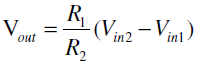 V_out = R_1 / R_2 (V_in2 − V_in1)